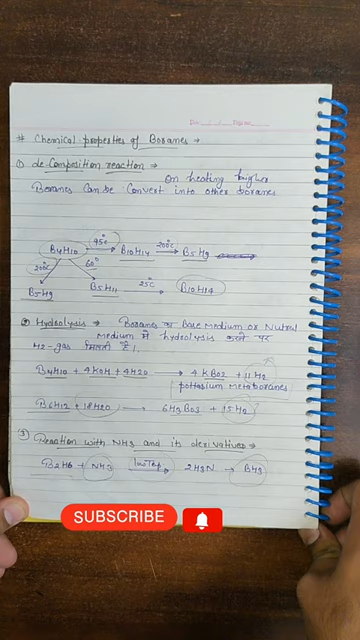 # Chemical properties of Boranes →
① de-Composition reaction → On heating higher
Boranes Can be Convert into other boranes
B4H10 95°C → B10H14 200°C → B5H9
200°C 60°
B5H9 B5H11 25°C → B10H14
② Hydrolysis → Boranes का Base Medium or Nutral
Medium में hydrolysis करने पर
H2-gas मिलती है।
B4H10 + 4KOH + 4H2O → 4KBO2 + 11H2
pottasium metaboranes
B6H12 + 18H2O → 6H3BO3 + 15H2
③ Reaction with NH3 and its derivatives →
B2H6 + NH3 lowTep → 2H3N → BH3
SUBSCRIBE